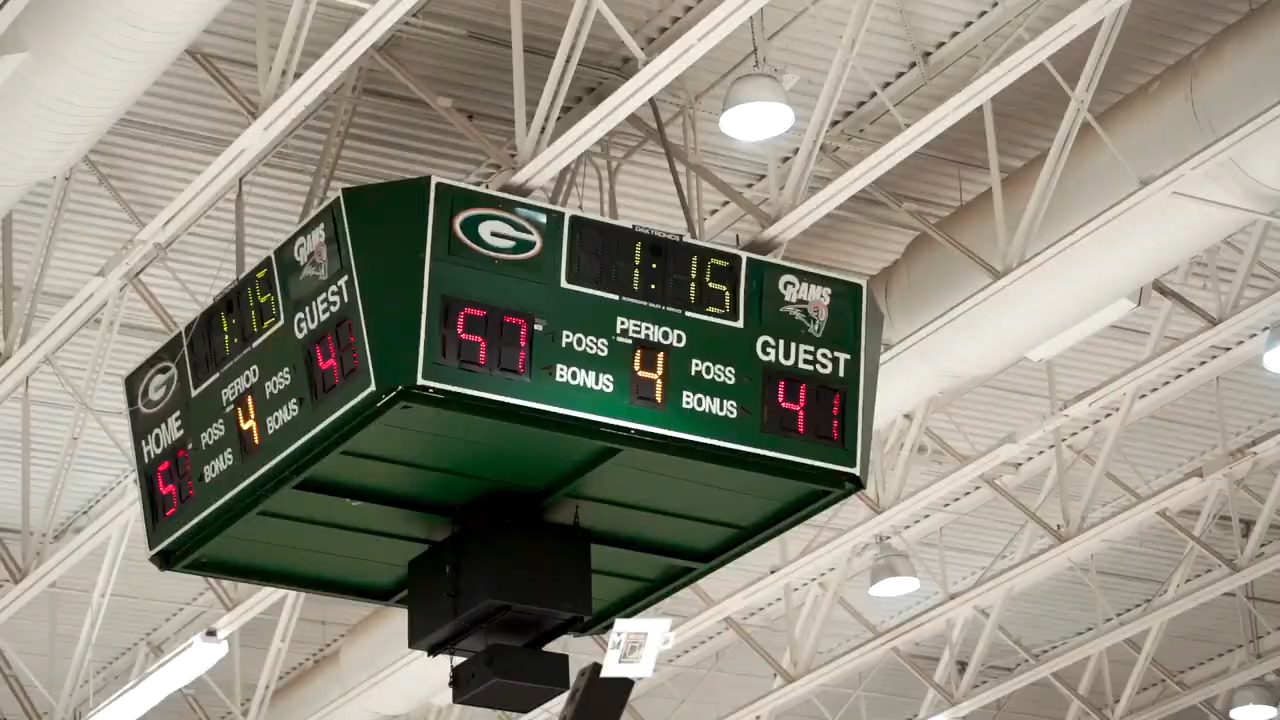 G
DAKTRONICS
1:15
RAMS
57
PERIOD
4
POSS
BONUS
POSS
BONUS
GUEST
41
G
1:15
RAMS
GUEST
41
HOME
57
PERIOD
4
POSS
BONUS
POSS
BONUS